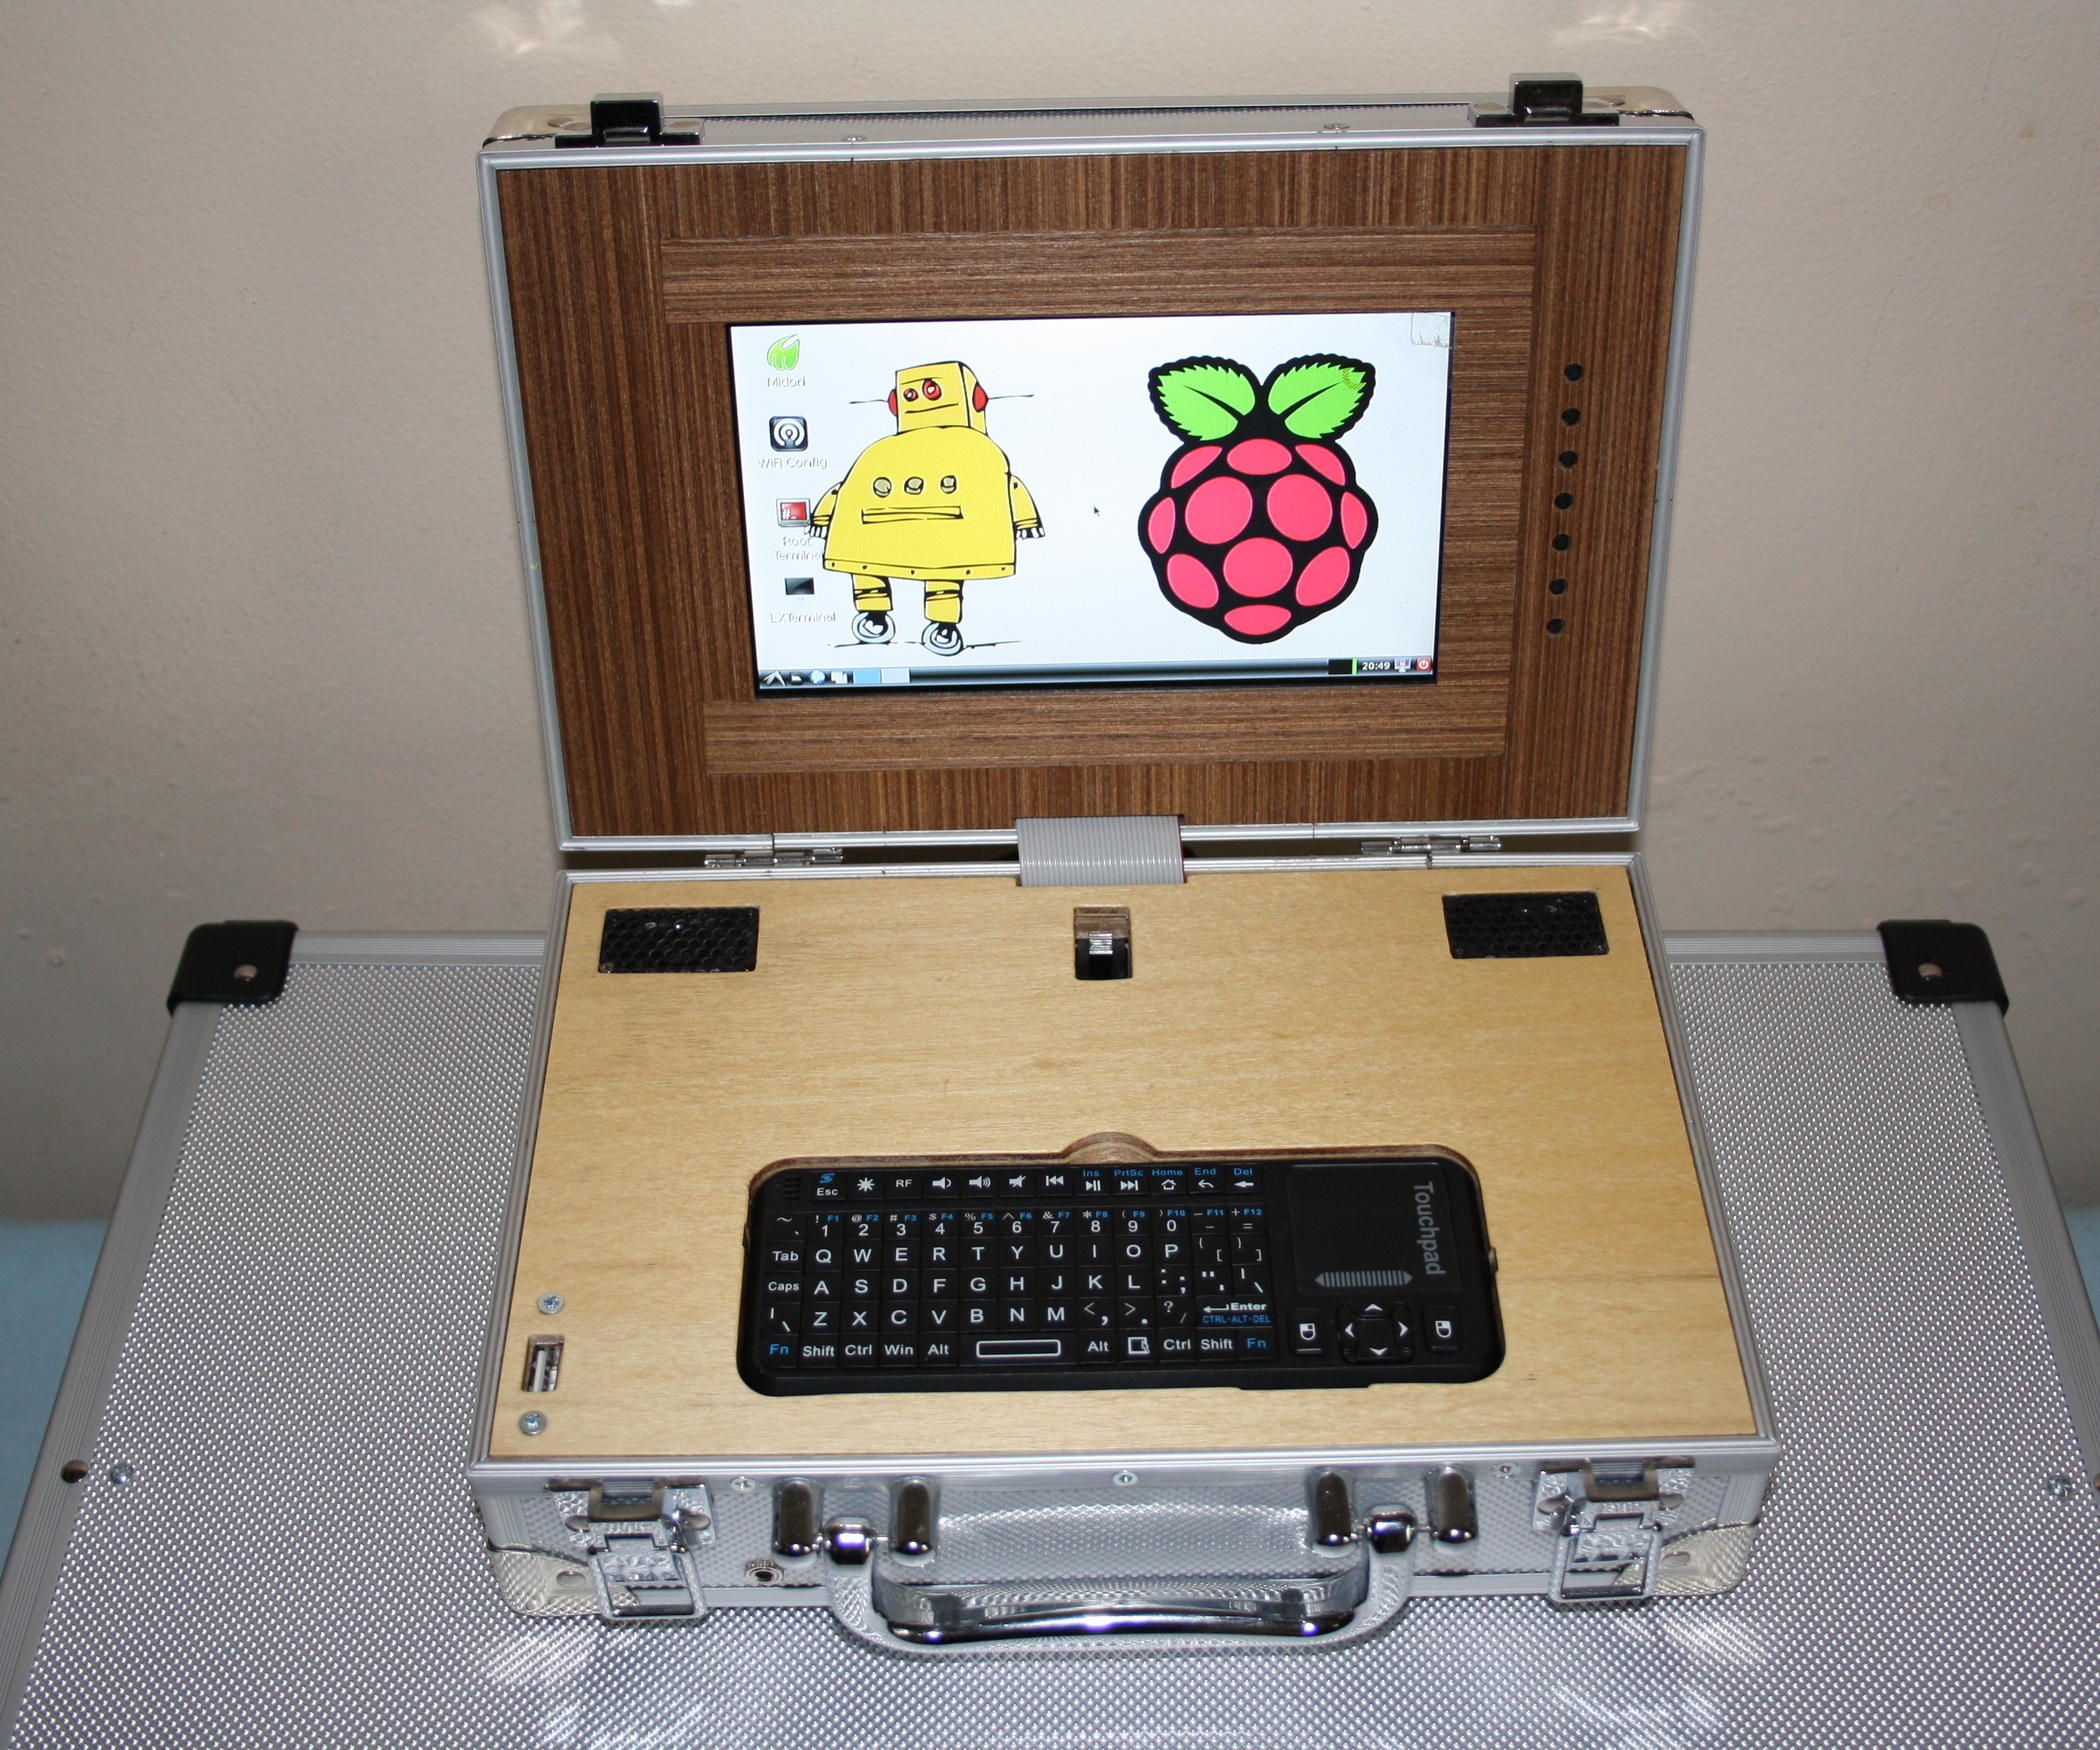 Midori
WiFi Config
Root
Terminal
LXTerminal
20:49
Ins PrtSc Home End Del
Esc RF
! F1 @ F2 # F3 $ F4 % F5 ^ F6 & F7 * F8 ( F9 ) F10 — F11 + F12
~ ` 1 2 3 4 5 6 7 8 9 0 - =
Tab Q W E R T Y U I O P { [ } ]
Caps A S D F G H J K L : ; " ' | \
| \ Z X C V B N M < , > . ? / Enter
CTRL-ALT-DEL
Fn Shift Ctrl Win Alt Alt Ctrl Shift Fn
Touchpad